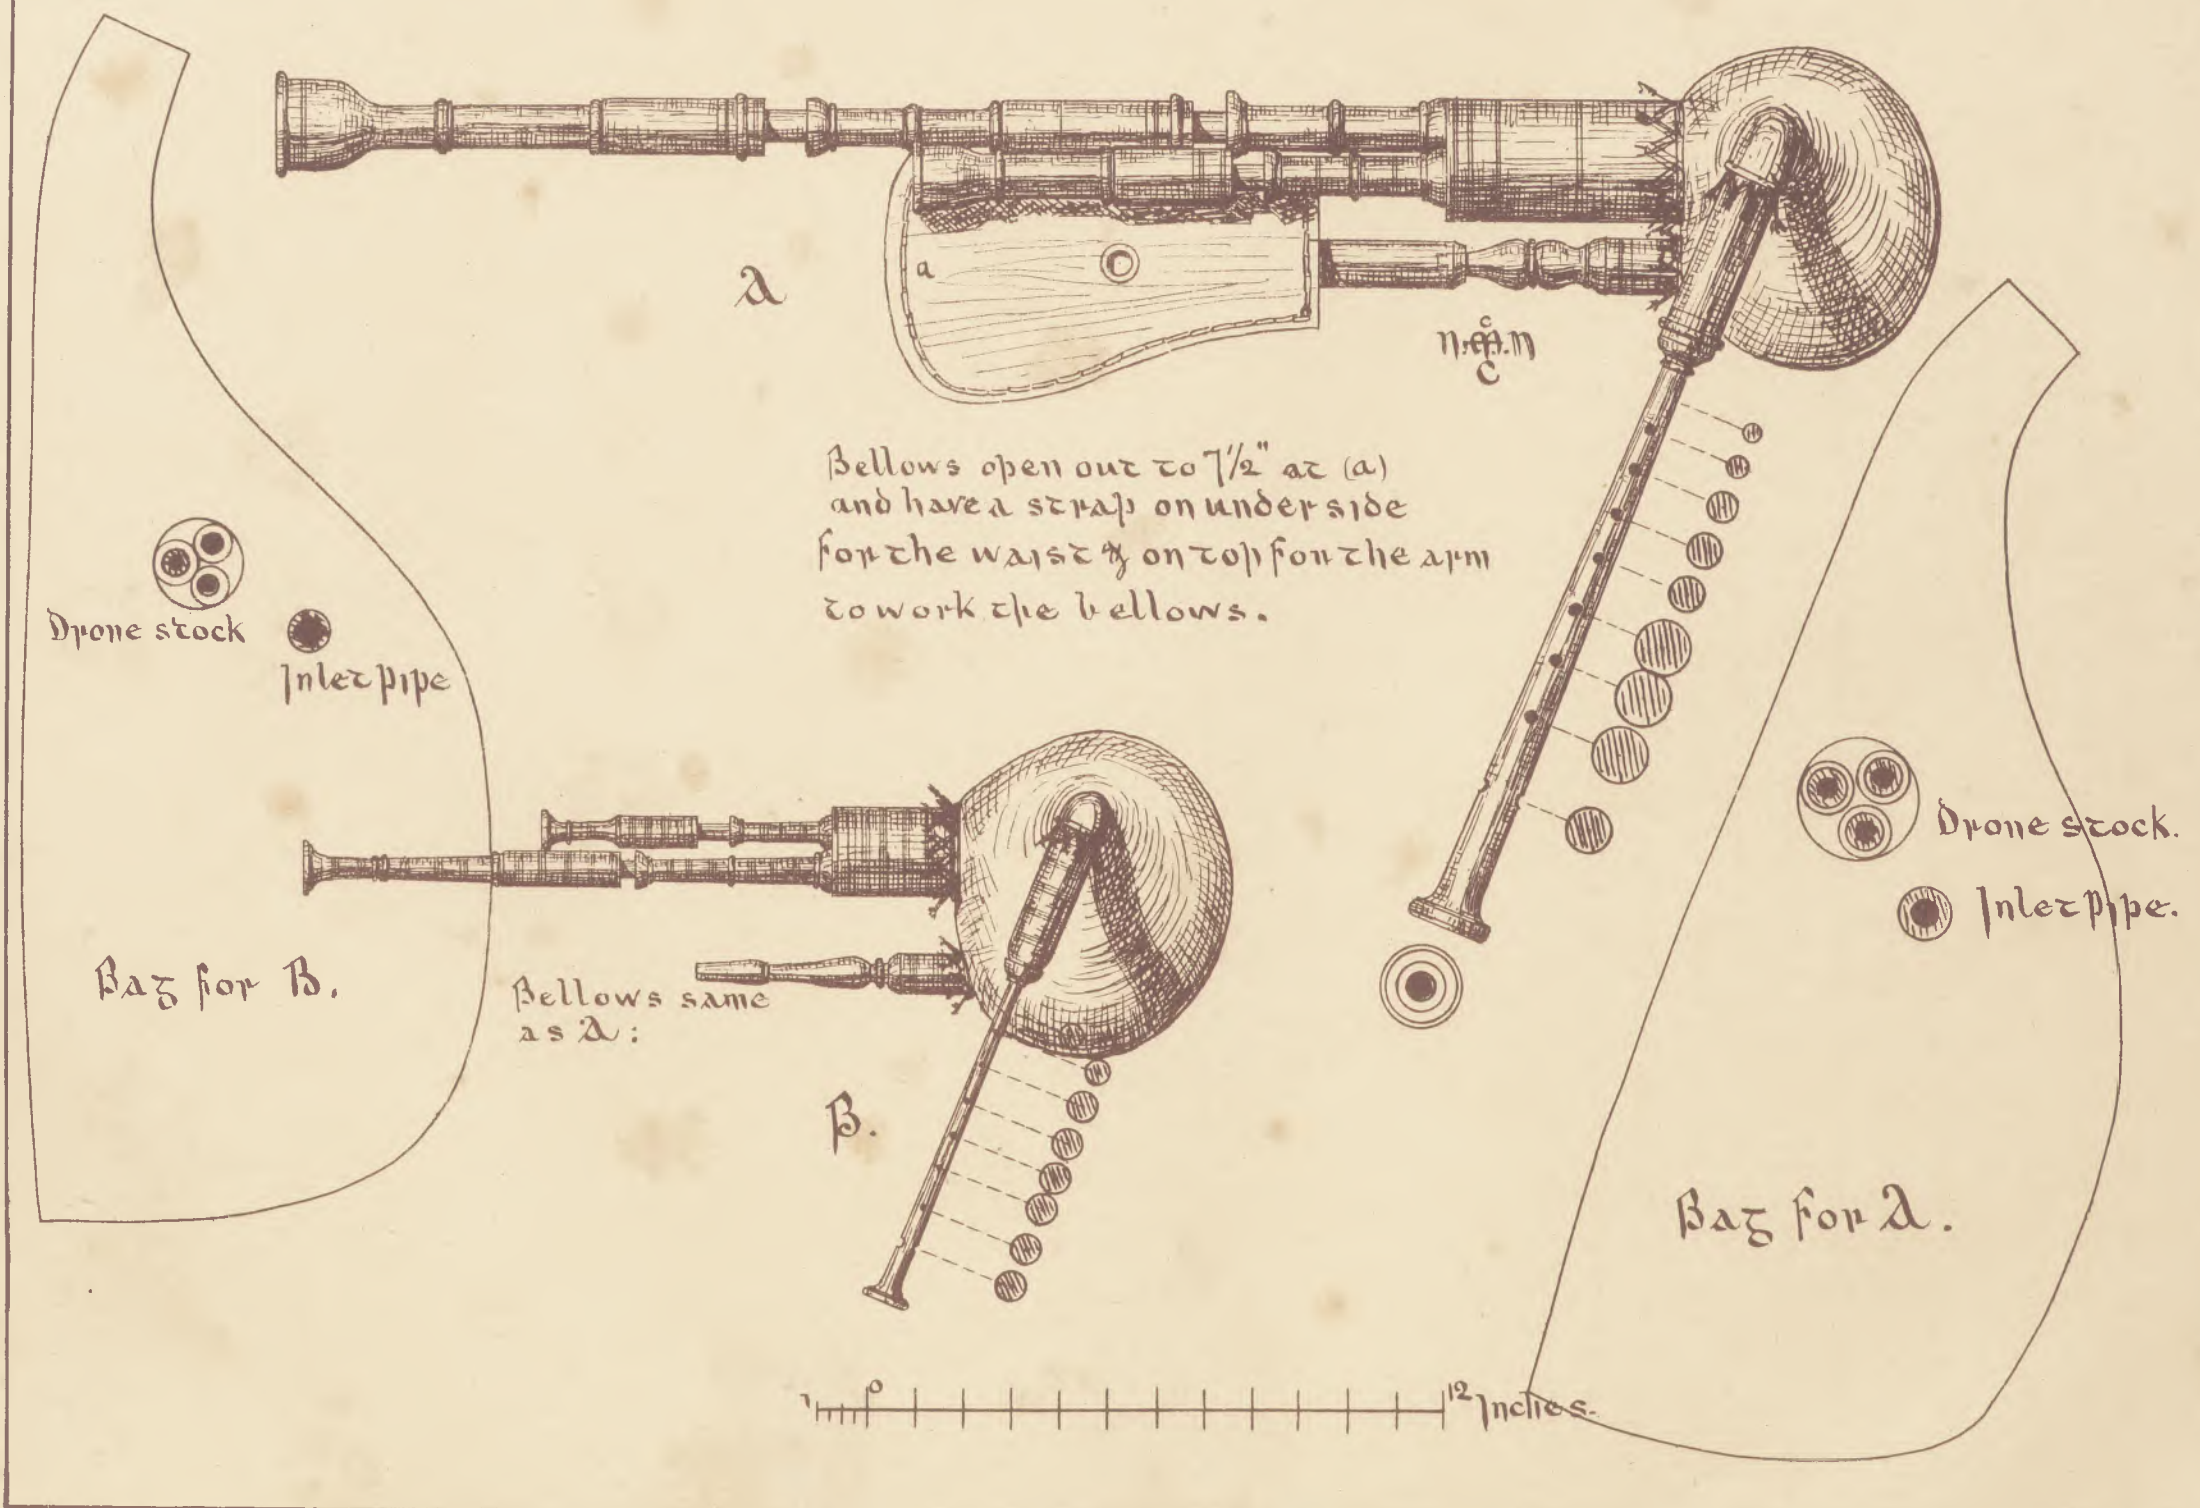 A
a
Bellows open out to 7½" at (a)
and have a strap on under side
for the waist & on top for the arm
to work the bellows.
Drone stock
Inlet pipe
Bag for B.
Bellows same
as A:
B.
Drone stock.
Inlet pipe.
Bag for A.
1 0 12 Inches.